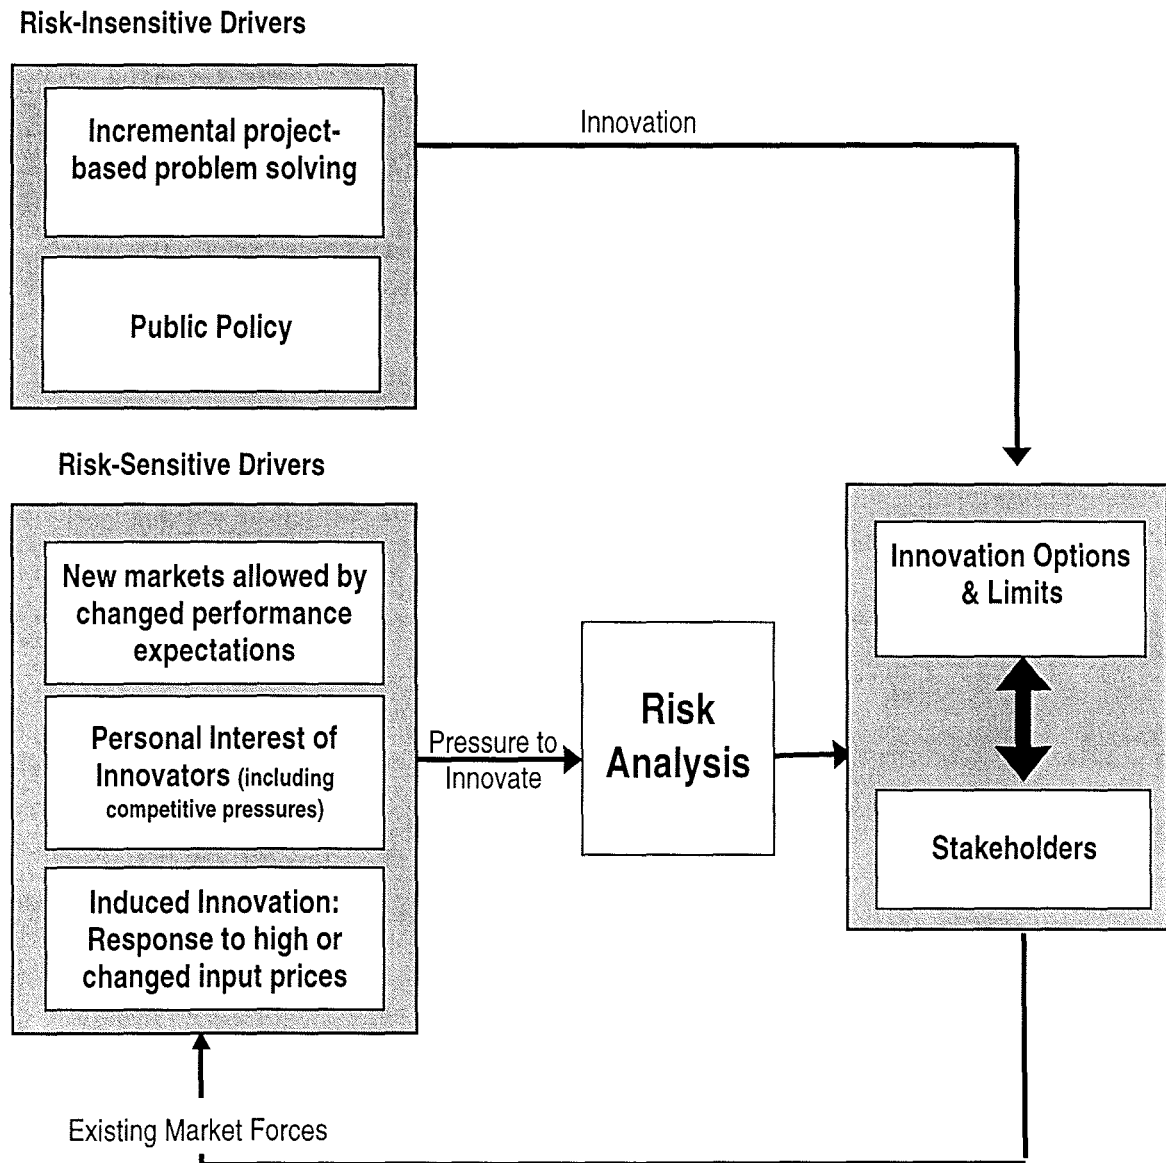 Risk-Insensitive Drivers
Incremental project-
based problem solving
Public Policy
Innovation
Risk-Sensitive Drivers
New markets allowed by
changed performance
expectations
Personal Interest of
Innovators (including
competitive pressures)
Induced Innovation:
Response to high or
changed input prices
Pressure to
Innovate
Risk
Analysis
Innovation Options
& Limits
Stakeholders
Existing Market Forces